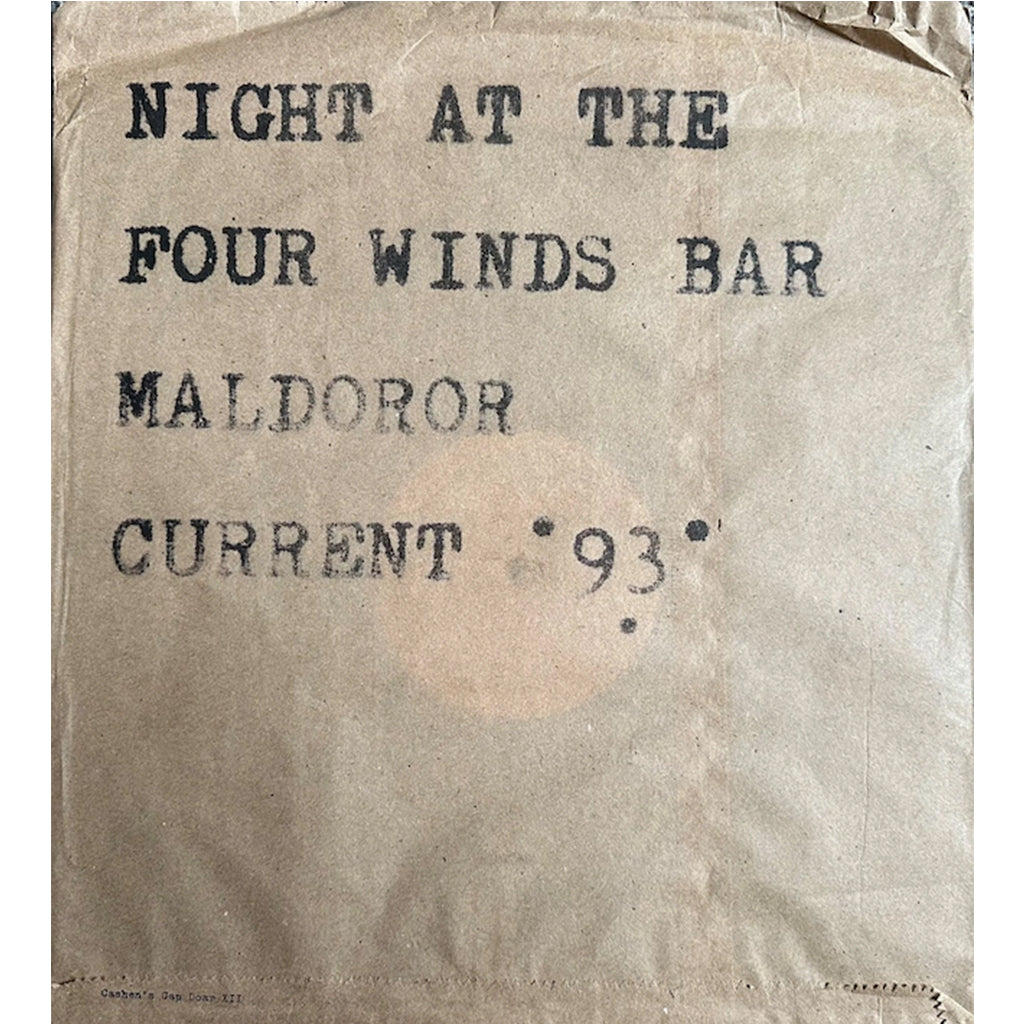 NIGHT AT THE
FOUR WINDS BAR
MALDOROR
CURRENT '93'.
Cashen's Gap Doar XII